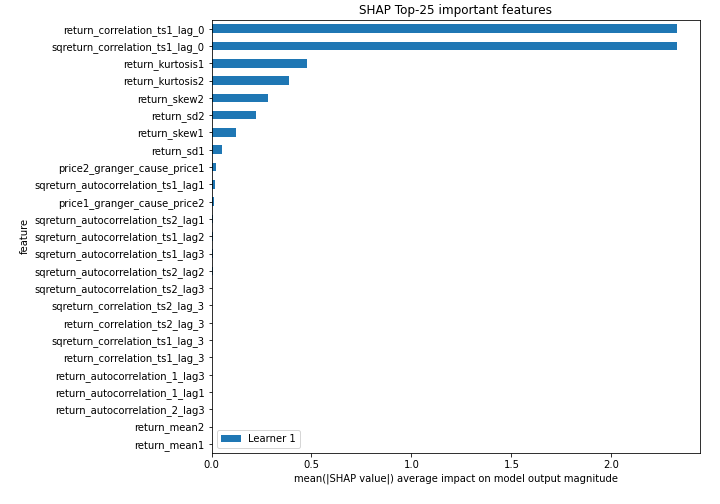 SHAP Top-25 important features
return_correlation_ts1_lag_0
sqreturn_correlation_ts1_lag_0
return_kurtosis1
return_kurtosis2
return_skew2
return_sd2
return_skew1
return_sd1
price2_granger_cause_price1
sqreturn_autocorrelation_ts1_lag1
price1_granger_cause_price2
sqreturn_autocorrelation_ts2_lag1
sqreturn_autocorrelation_ts1_lag2
sqreturn_autocorrelation_ts1_lag3
sqreturn_autocorrelation_ts2_lag2
sqreturn_autocorrelation_ts2_lag3
sqreturn_correlation_ts2_lag_3
return_correlation_ts2_lag_3
sqreturn_correlation_ts1_lag_3
return_correlation_ts1_lag_3
return_autocorrelation_1_lag3
return_autocorrelation_1_lag1
return_autocorrelation_2_lag3
return_mean2
return_mean1
feature
Learner 1
0.0 0.5 1.0 1.5 2.0
mean(|SHAP value|) average impact on model output magnitude